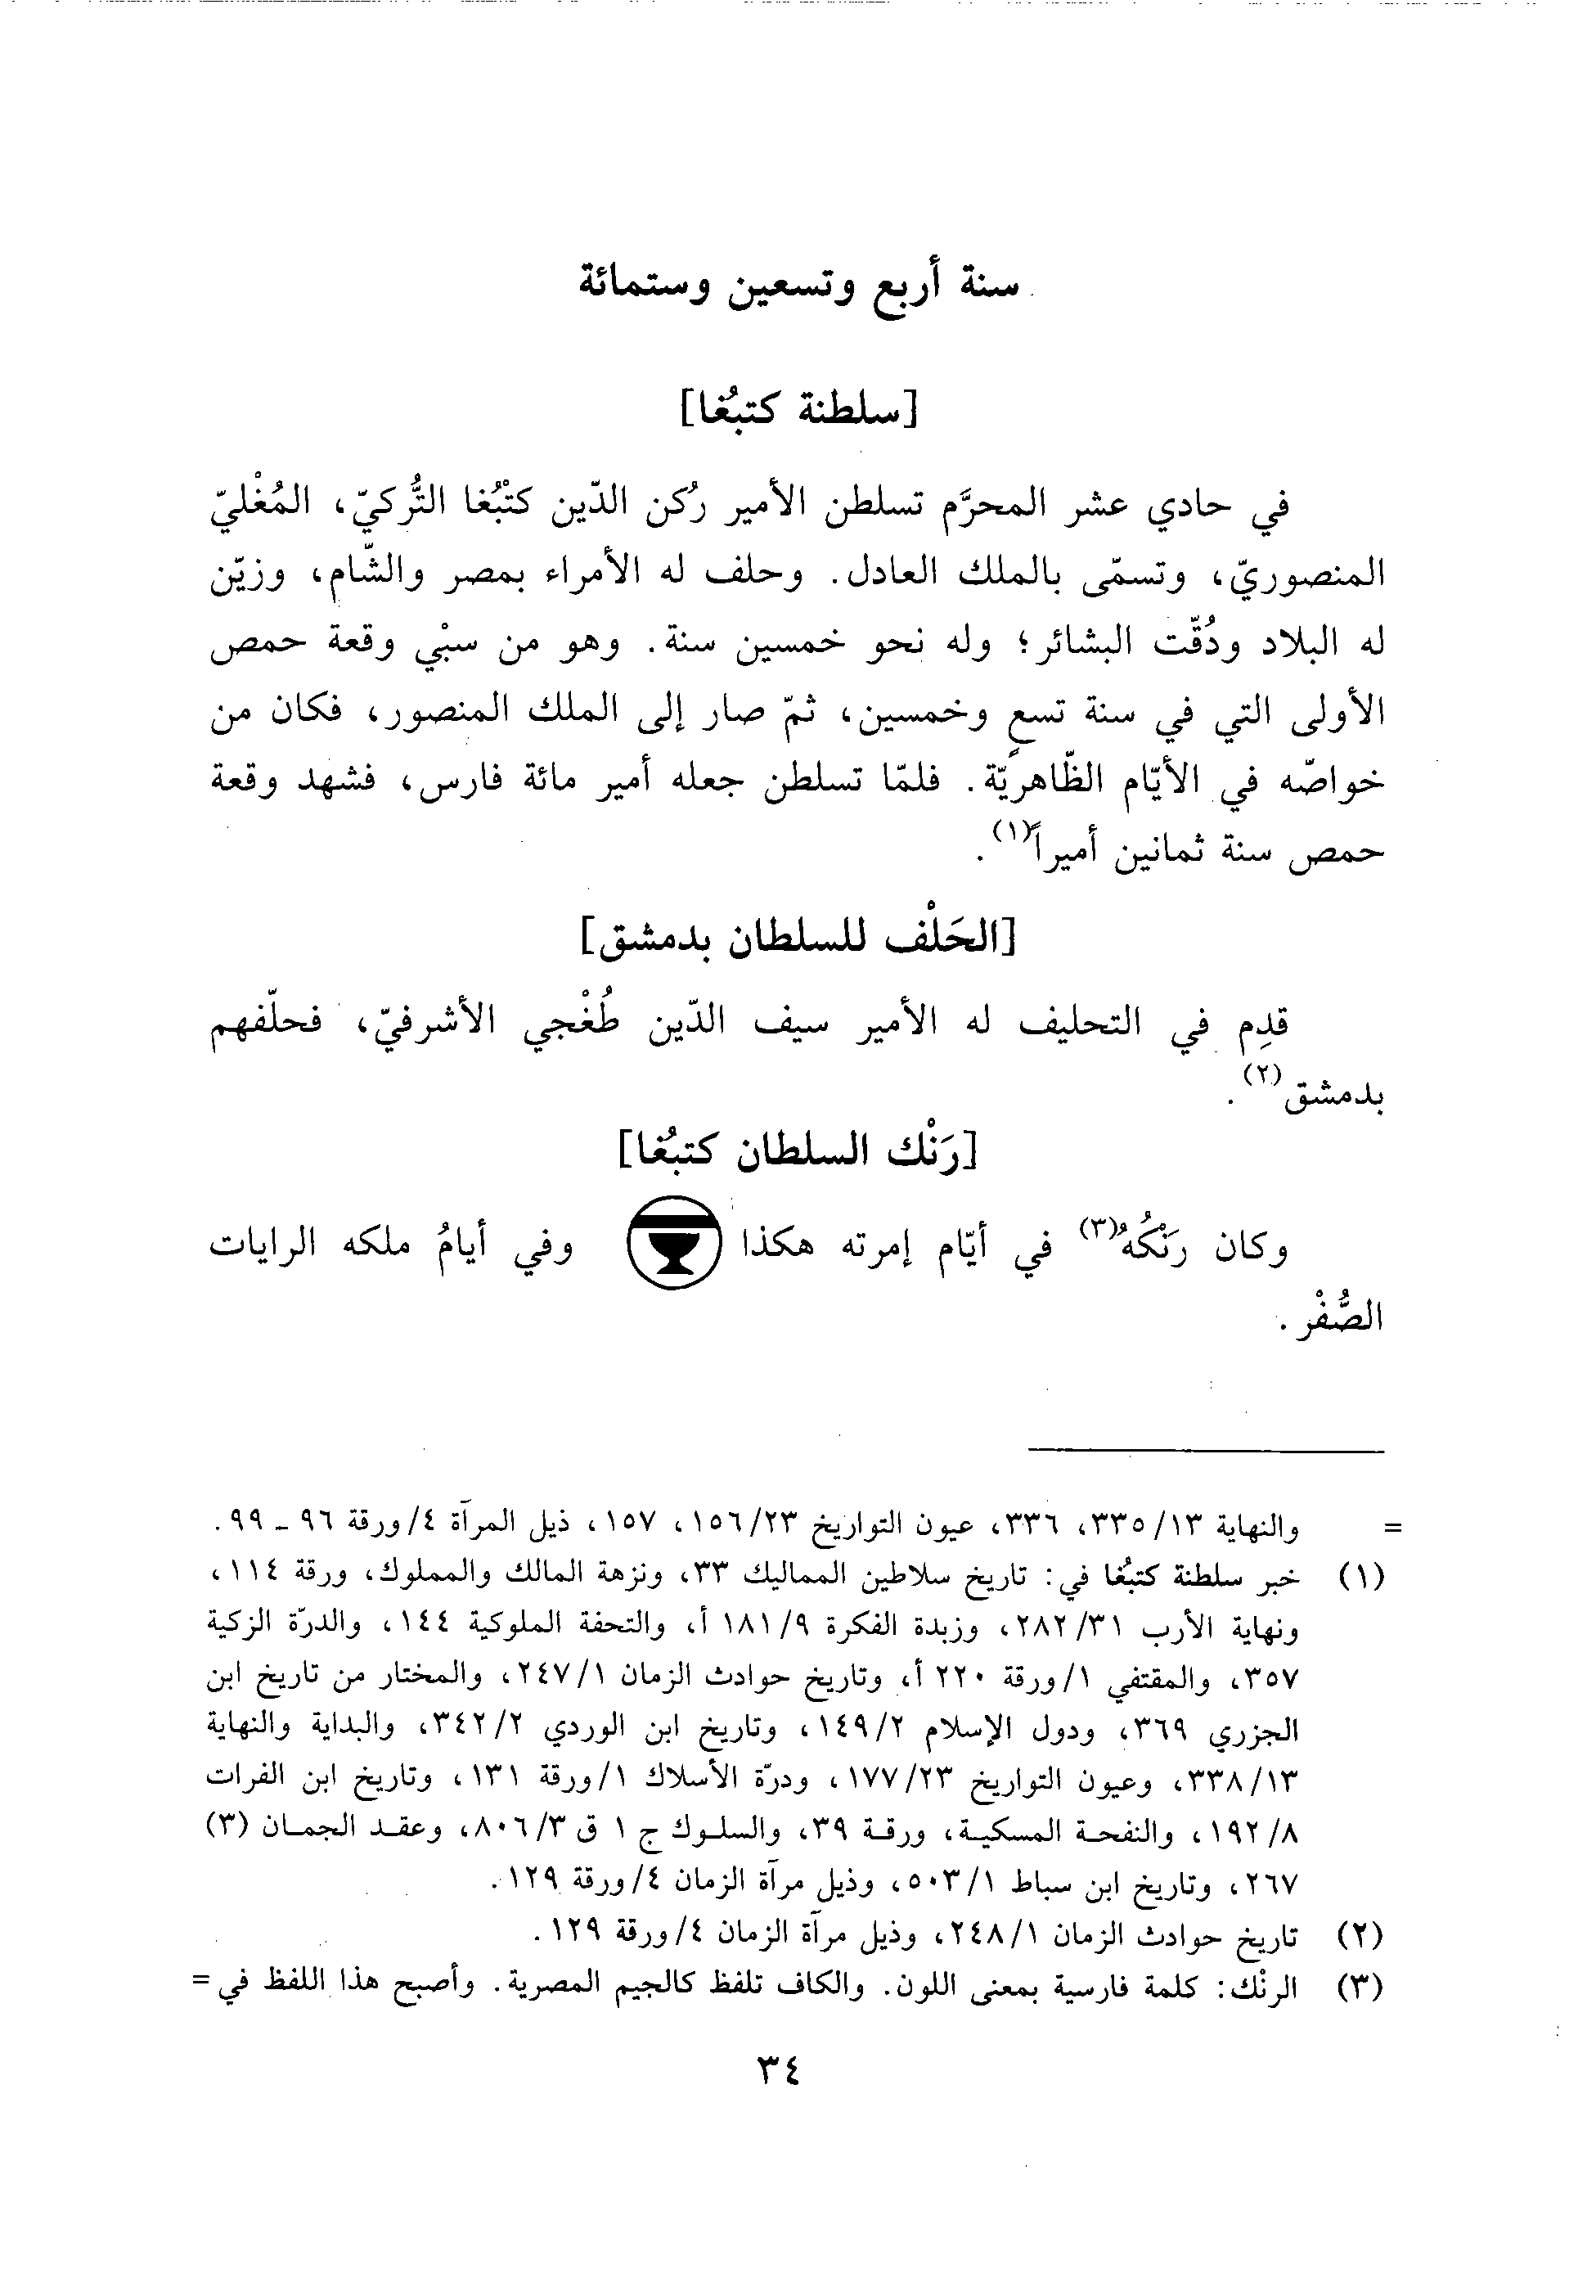 سنة أربع وتسعين وستمائة
[سلطنة كتبُغا]
في حادي عشر المحرَّم تسلطن الأمير رُكن الدّين كتْبُغا التُّركيّ، المُغْليّ
المنصوريّ، وتسمّى بالملك العادل. وحلف له الأمراء بمصر والشّام، وزيّن
له البلاد ودُقّت البشائر؛ وله نحو خمسين سنة. وهو من سبْي وقعة حمص
الأولى التي في سنة تسعٍ وخمسين، ثمّ صار إلى الملك المنصور، فكان من
خواصّه في الأيّام الظّاهريّة. فلمّا تسلطن جعله أمير مائة فارس، فشهد وقعة
حمص سنة ثمانين أميراً(١).
[الحَلْف للسلطان بدمشق]
قدِم في التحليف له الأمير سيف الدّين طُغْجي الأشرفيّ، فحلّفهم
بدمشق(٢).
[رَنْك السلطان كتبُغا]
وكان رَنْكُهُ(٣) في أيّام إمرته هكذا وفي أيامُ ملكه الرايات
الصُّفْر.
= والنهاية ١٣/ ٣٣٥، ٣٣٦، عيون التواريخ ٢٣/ ١٥٦، ١٥٧، ذيل المرآة ٤/ ورقة ٩٦ - ٩٩.
(١) خبر سلطنة كتبُغا في: تاريخ سلاطين المماليك ٣٣، ونزهة المالك والمملوك، ورقة ١١٤،
ونهاية الأرب ٣١/ ٢٨٢، وزبدة الفكرة ٩/ ١٨١ أ، والتحفة الملوكية ١٤٤، والدرّة الزكية
٣٥٧، والمقتفي ١/ ورقة ٢٢٠ أ، وتاريخ حوادث الزمان ١/ ٢٤٧، والمختار من تاريخ ابن
الجزري ٣٦٩، ودول الإسلام ٢/ ١٤٩، وتاريخ ابن الوردي ٢/ ٣٤٢، والبداية والنهاية
١٣/ ٣٣٨، وعيون التواريخ ٢٣/ ١٧٧، ودرّة الأسلاك ١/ ورقة ١٣١، وتاريخ ابن الفرات
٨/ ١٩٢، والنفحة المسكية، ورقة ٣٩، والسلوك ج ١ ق ٣/ ٨٠٦، وعقد الجمان (٣)
٢٦٧، وتاريخ ابن سباط ١/ ٥٠٣، وذيل مرآة الزمان ٤/ ورقة ١٢٩.
(٢) تاريخ حوادث الزمان ١/ ٢٤٨، وذيل مرآة الزمان ٤/ ورقة ١٢٩.
(٣) الرنْك: كلمة فارسية بمعنى اللون. والكاف تلفظ كالجيم المصرية. وأصبح هذا اللفظ في =
٣٤